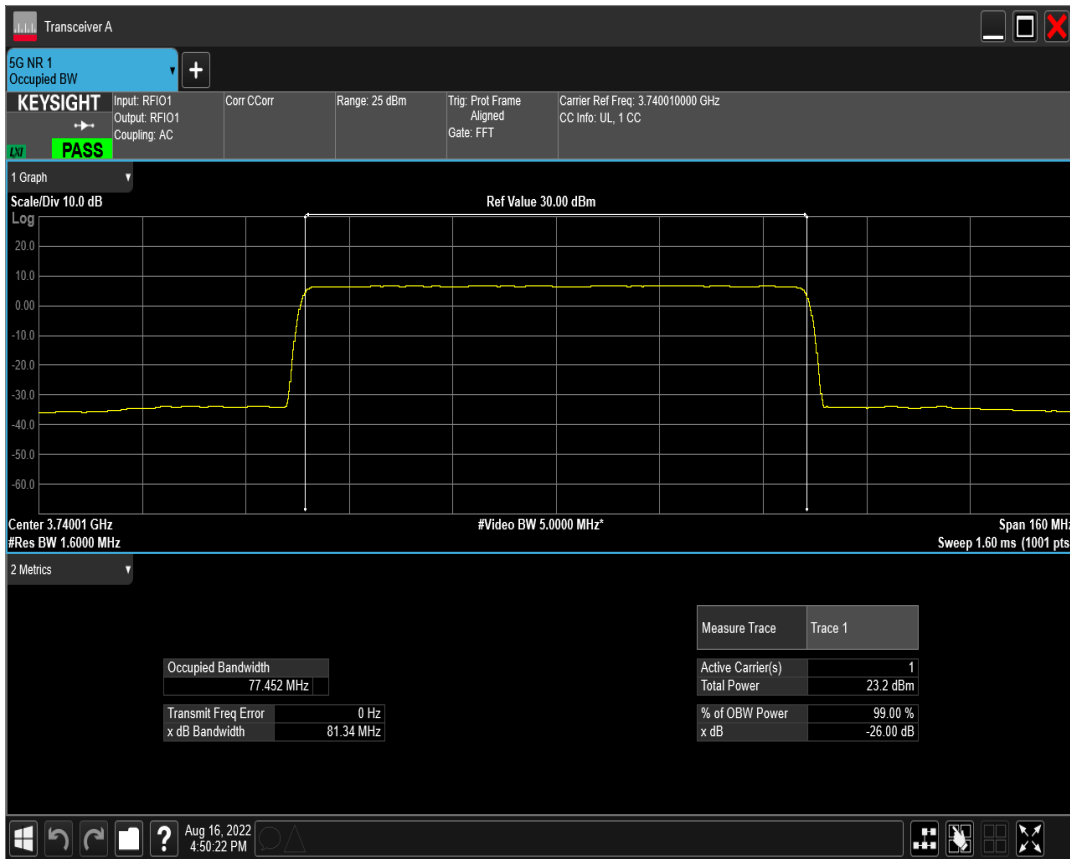 Transceiver A
5G NR 1
Occupied BW
+
KEYSIGHT
LXI
PASS
Input: RFIO1
Output: RFIO1
Coupling: AC
Corr CCorr
Range: 25 dBm
Trig: Prot Frame
Aligned
Gate: FFT
Carrier Ref Freq: 3.740010000 GHz
CC Info: UL, 1 CC
1 Graph
Scale/Div 10.0 dB
Ref Value 30.00 dBm
Log
20.0
10.0
0.00
-10.0
-20.0
-30.0
-40.0
-50.0
-60.0
Center 3.74001 GHz
#Video BW 5.0000 MHz*
Span 160 MHz
#Res BW 1.6000 MHz
Sweep 1.60 ms (1001 pts
2 Metrics
Measure Trace Trace 1
Occupied Bandwidth
77.452 MHz
Active Carrier(s) 1
Total Power 23.2 dBm
Transmit Freq Error 0 Hz
x dB Bandwidth 81.34 MHz
% of OBW Power 99.00 %
x dB -26.00 dB
?
Aug 16, 2022
4:50:22 PM